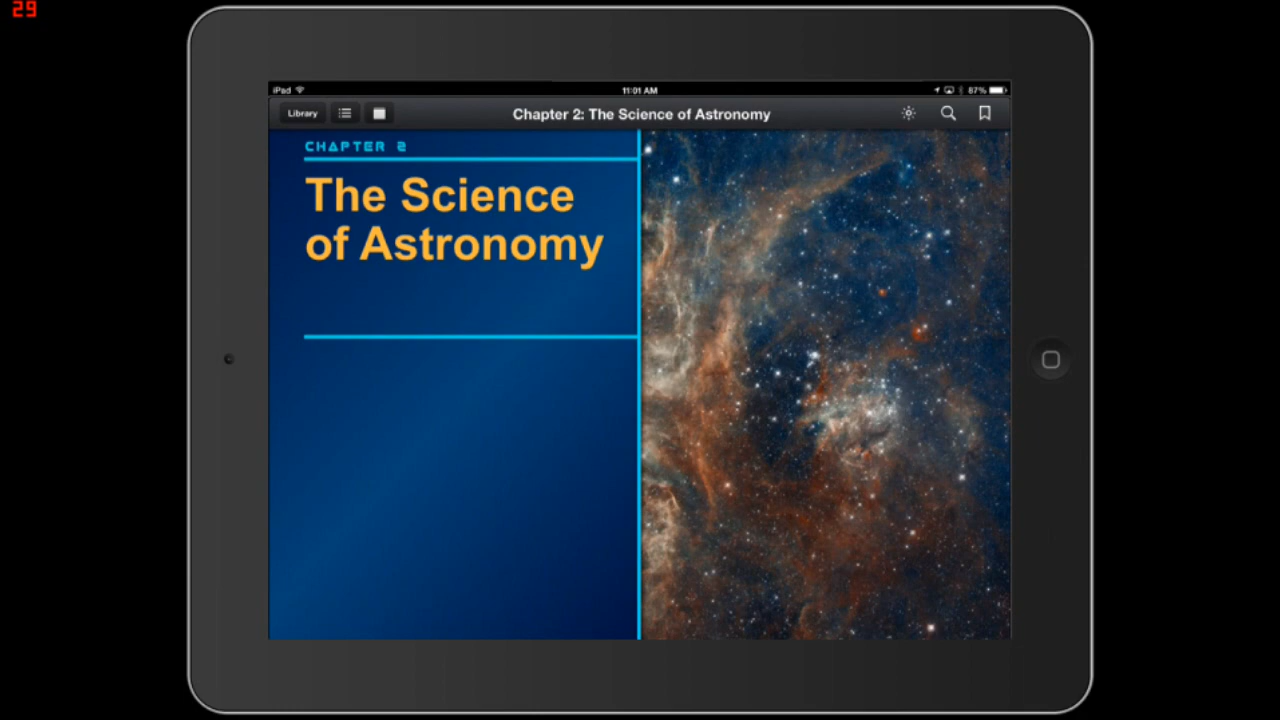 29
iPad 11:01 AM 87%
Library Chapter 2: The Science of Astronomy
CHAPTER 2
The Science
of Astronomy